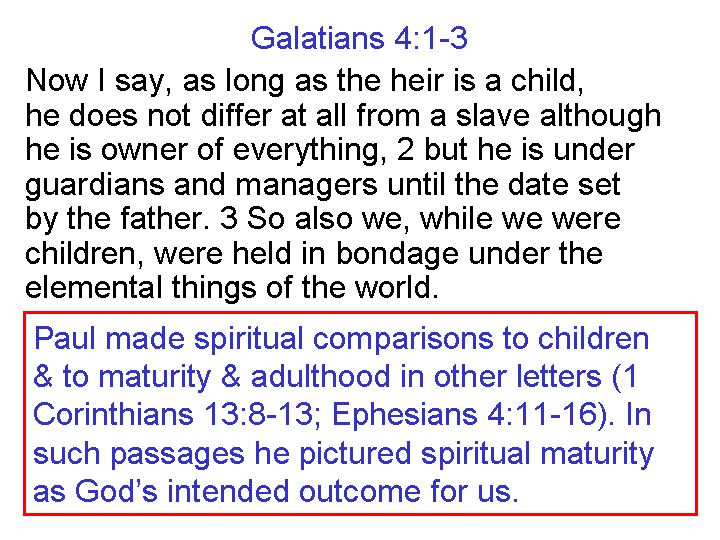 Galatians 4:1-3
Now I say, as long as the heir is a child,
he does not differ at all from a slave although
he is owner of everything, 2 but he is under
guardians and managers until the date set
by the father. 3 So also we, while we were
children, were held in bondage under the
elemental things of the world.
Paul made spiritual comparisons to children
& to maturity & adulthood in other letters (1
Corinthians 13:8-13; Ephesians 4:11-16). In
such passages he pictured spiritual maturity
as God’s intended outcome for us.